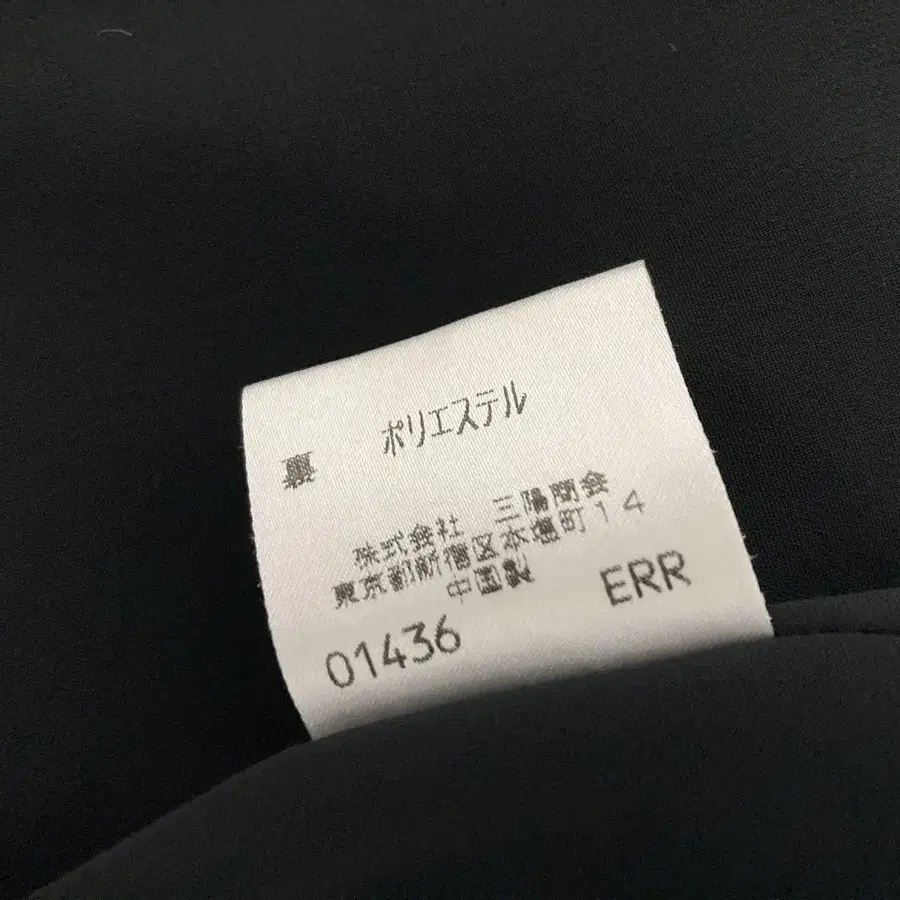 裏 ポリエステル
株式会社 三陽商会
東京都新宿区本塩町14
中国製
01436 ERR